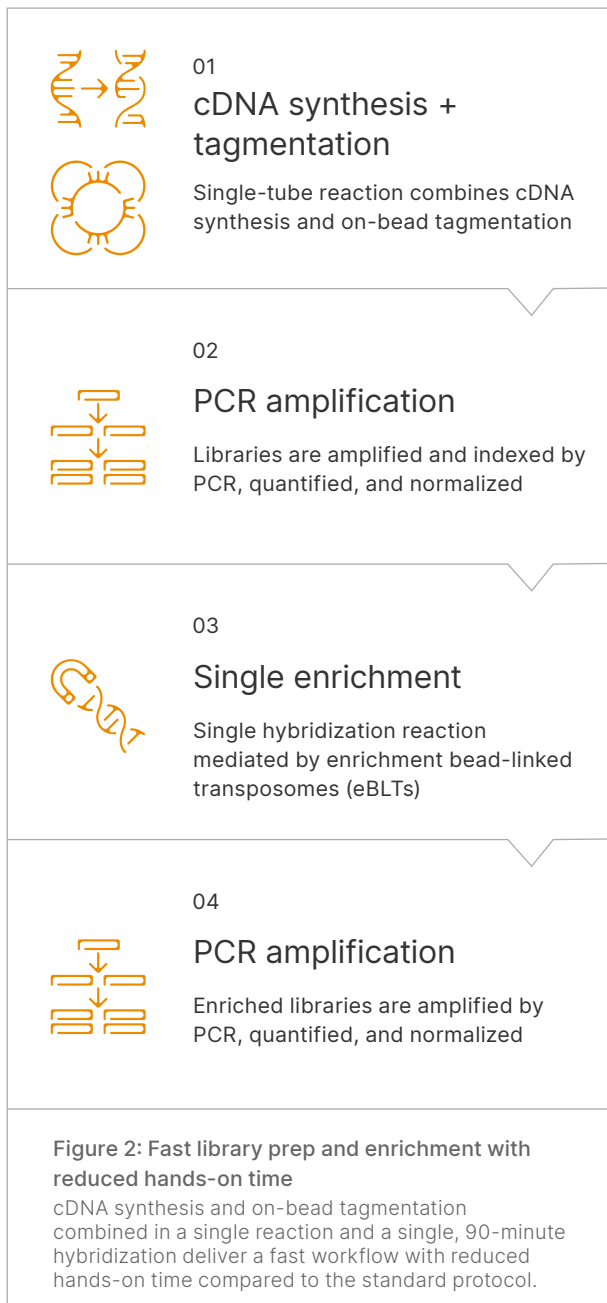 01
cDNA synthesis +
tagmentation
Single-tube reaction combines cDNA
synthesis and on-bead tagmentation
02
PCR amplification
Libraries are amplified and indexed by
PCR, quantified, and normalized
03
Single enrichment
Single hybridization reaction
mediated by enrichment bead-linked
transposomes (eBLTs)
04
PCR amplification
Enriched libraries are amplified by
PCR, quantified, and normalized
Figure 2: Fast library prep and enrichment with
reduced hands-on time
cDNA synthesis and on-bead tagmentation
combined in a single reaction and a single, 90-minute
hybridization deliver a fast workflow with reduced
hands-on time compared to the standard protocol.